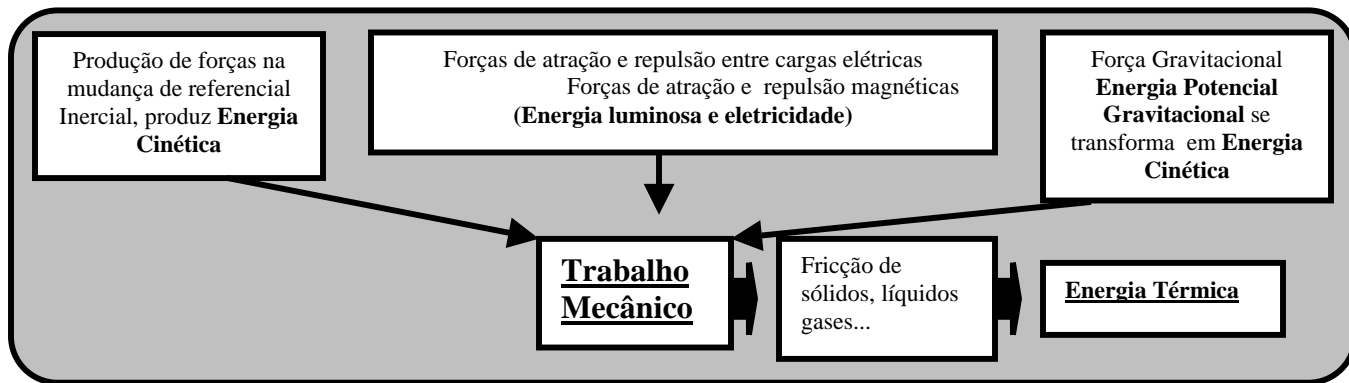 Produção de forças na
mudança de referencial
Inercial, produz Energia
Cinética
Forças de atração e repulsão entre cargas elétricas
Forças de atração e repulsão magnéticas
(Energia luminosa e eletricidade)
Força Gravitacional
Energia Potencial
Gravitacional se
transforma em Energia
Cinética
Trabalho
Mecânico
Fricção de
sólidos, líquidos
gases...
Energia Térmica